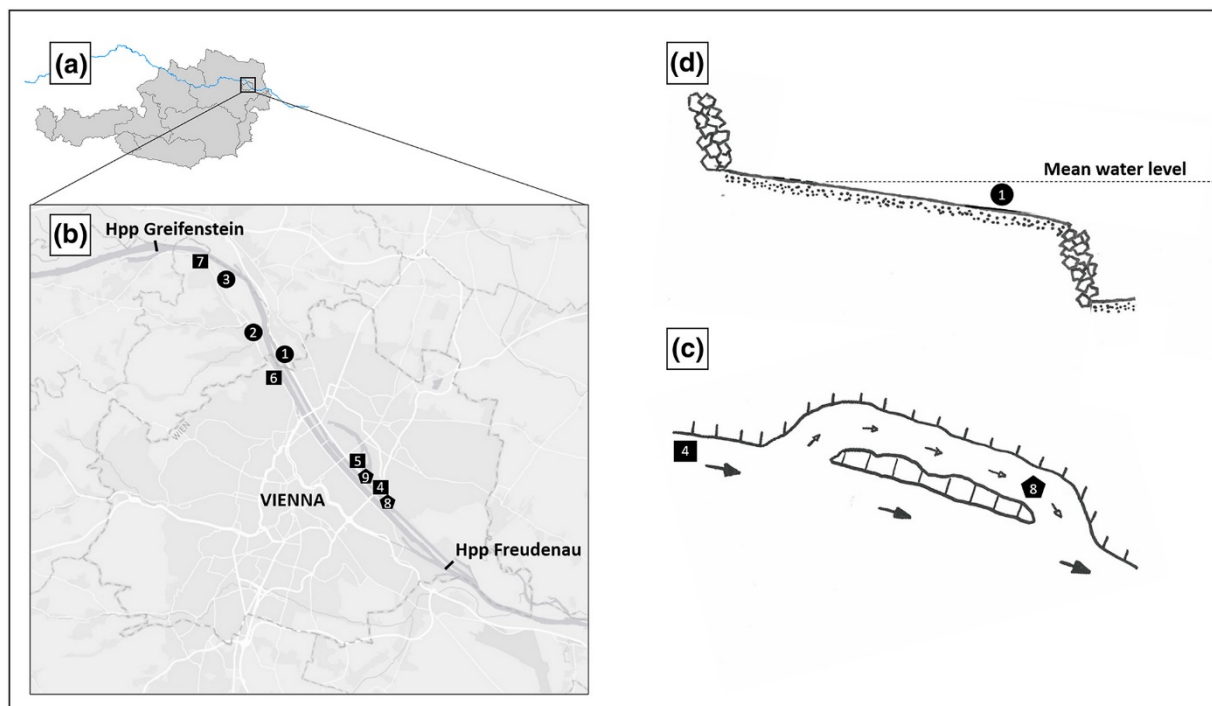 (a)
(b)
Hpp Greifenstein
7
3
2
1
6
WIEN
5
9
4
8
VIENNA
Hpp Freudenau
(d)
Mean water level
1
(c)
4
8